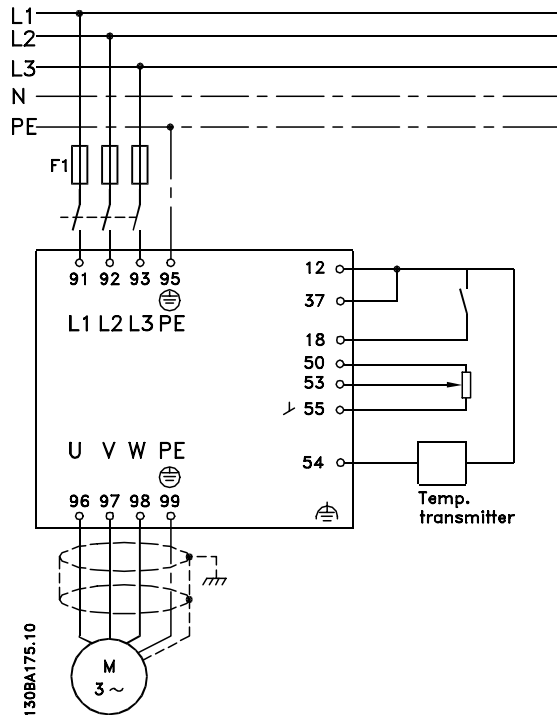 L1
L2
L3
N
PE
F1
91 92 93 95
L1 L2 L3 PE
12
37
18
50
53
55
54
U V W PE
96 97 98 99
Temp.
transmitter
M
3 ~
130BA175.10